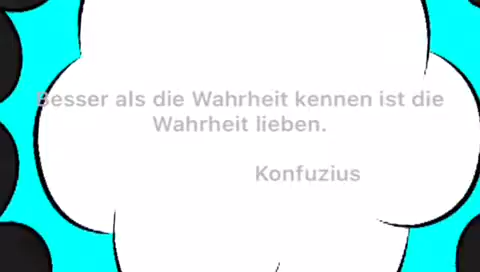 Besser als die Wahrheit kennen ist die
Wahrheit lieben.
Konfuzius